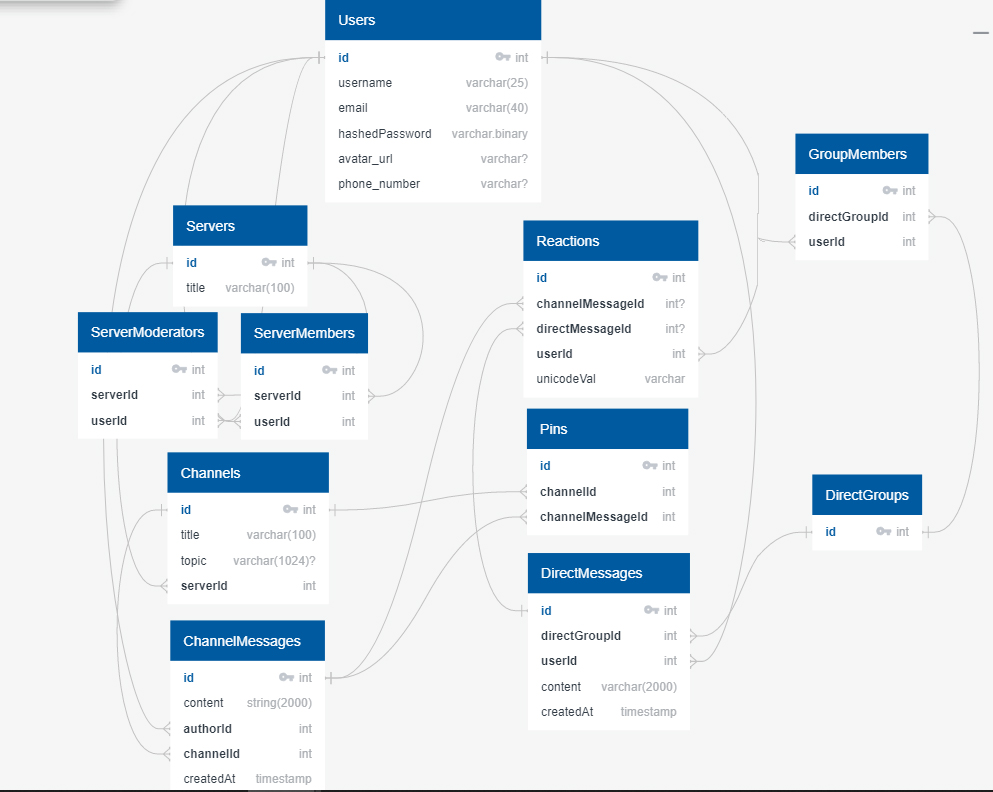 Users
id int
username varchar(25)
email varchar(40)
hashedPassword varchar.binary
avatar_url varchar?
phone_number varchar?
GroupMembers
id int
directGroupId int
userId int
Servers
id int
title varchar(100)
Reactions
id int
channelMessageId int?
directMessageId int?
userId int
unicodeVal varchar
ServerModerators
id int
serverId int
userId int
ServerMembers
id int
serverId int
userId int
Pins
id int
channelId int
channelMessageId int
Channels
id int
title varchar(100)
topic varchar(1024)?
serverId int
DirectGroups
id int
DirectMessages
id int
directGroupId int
userId int
content varchar(2000)
createdAt timestamp
ChannelMessages
id int
content string(2000)
authorId int
channelId int
createdAt timestamp